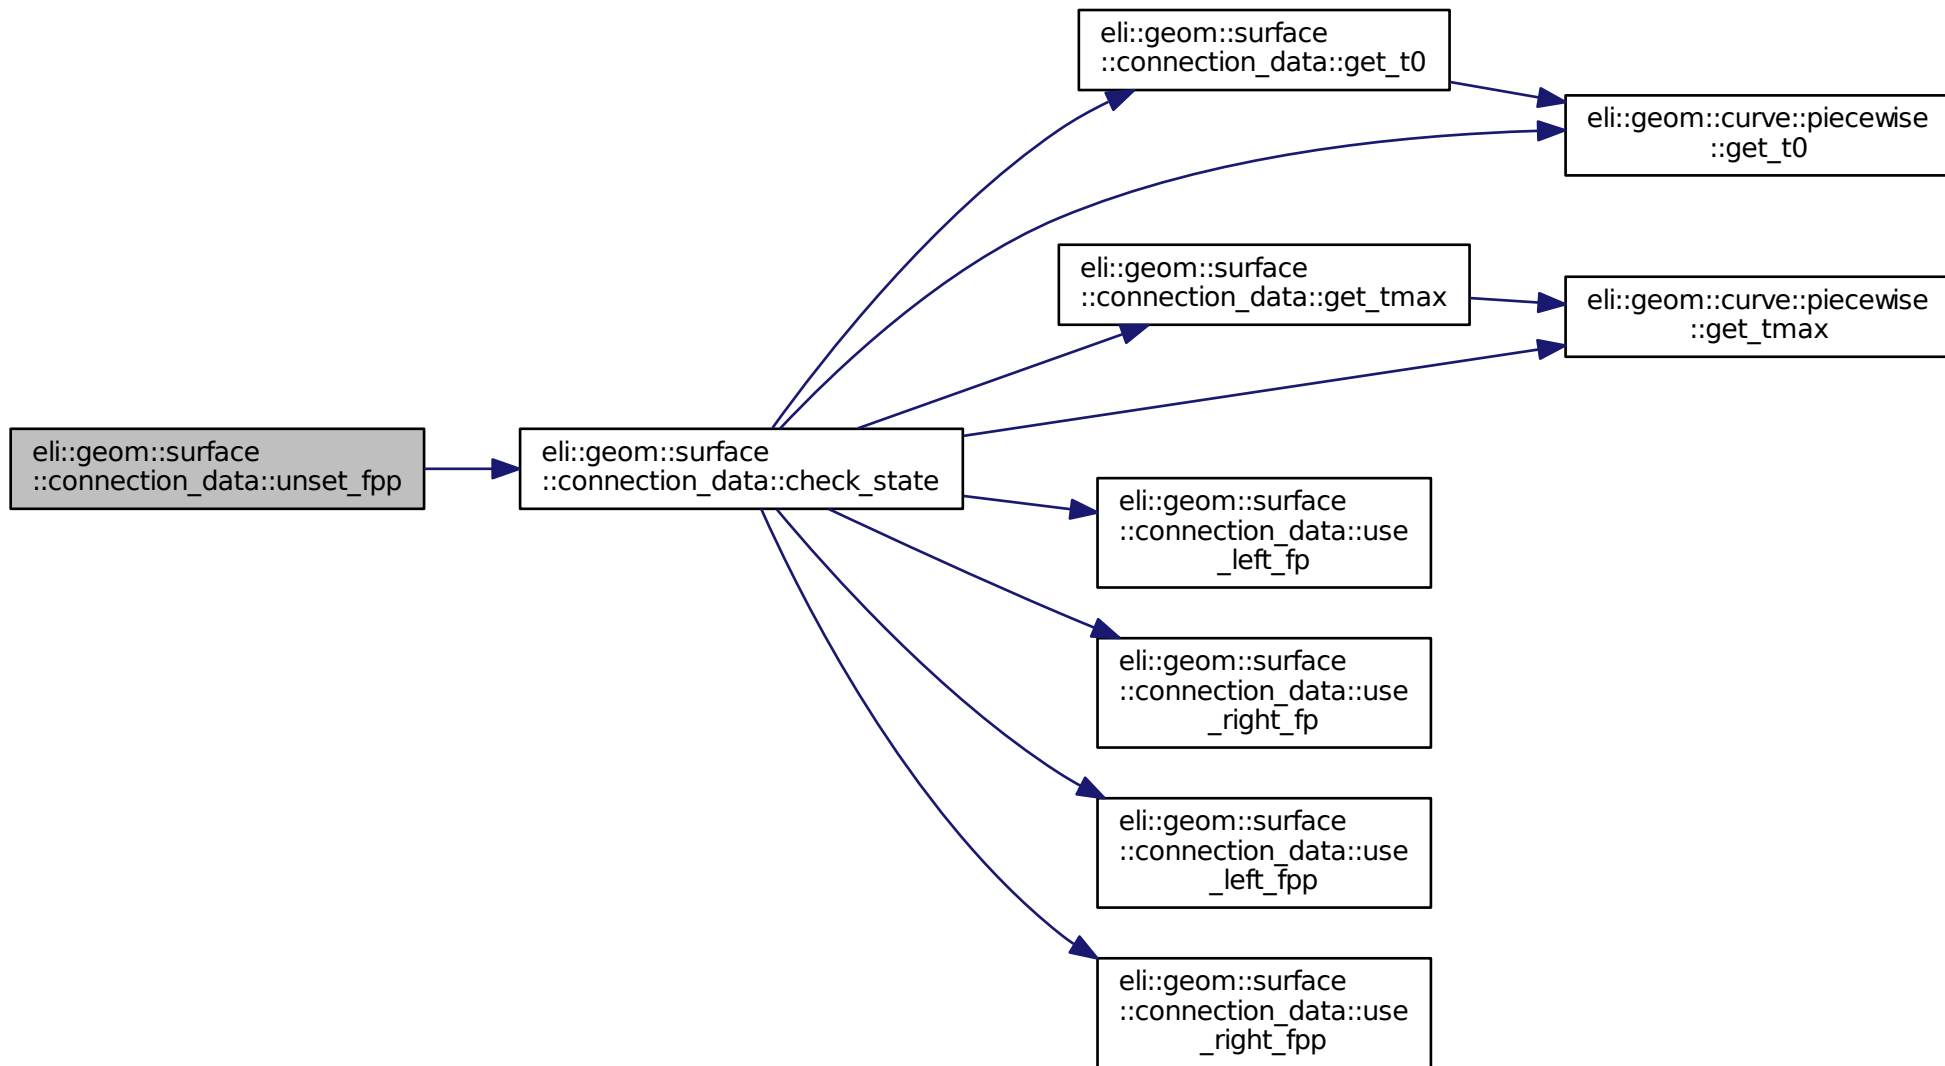 eli::geom::surface
::connection_data::get_t0
eli::geom::curve::piecewise
::get_t0
eli::geom::surface
::connection_data::get_tmax
eli::geom::curve::piecewise
::get_tmax
eli::geom::surface
::connection_data::unset_fpp
eli::geom::surface
::connection_data::check_state
eli::geom::surface
::connection_data::use
_left_fp
eli::geom::surface
::connection_data::use
_right_fp
eli::geom::surface
::connection_data::use
_left_fpp
eli::geom::surface
::connection_data::use
_right_fpp